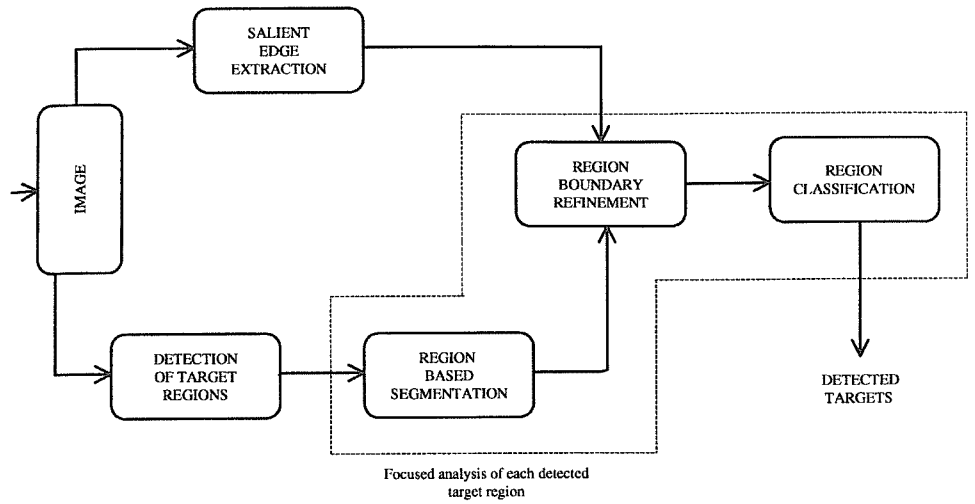 SALIENT
EDGE
EXTRACTION
IMAGE
REGION
BOUNDARY
REFINEMENT
REGION
CLASSIFICATION
DETECTION
OF TARGET
REGIONS
REGION
BASED
SEGMENTATION
DETECTED
TARGETS
Focused analysis of each detected
target region